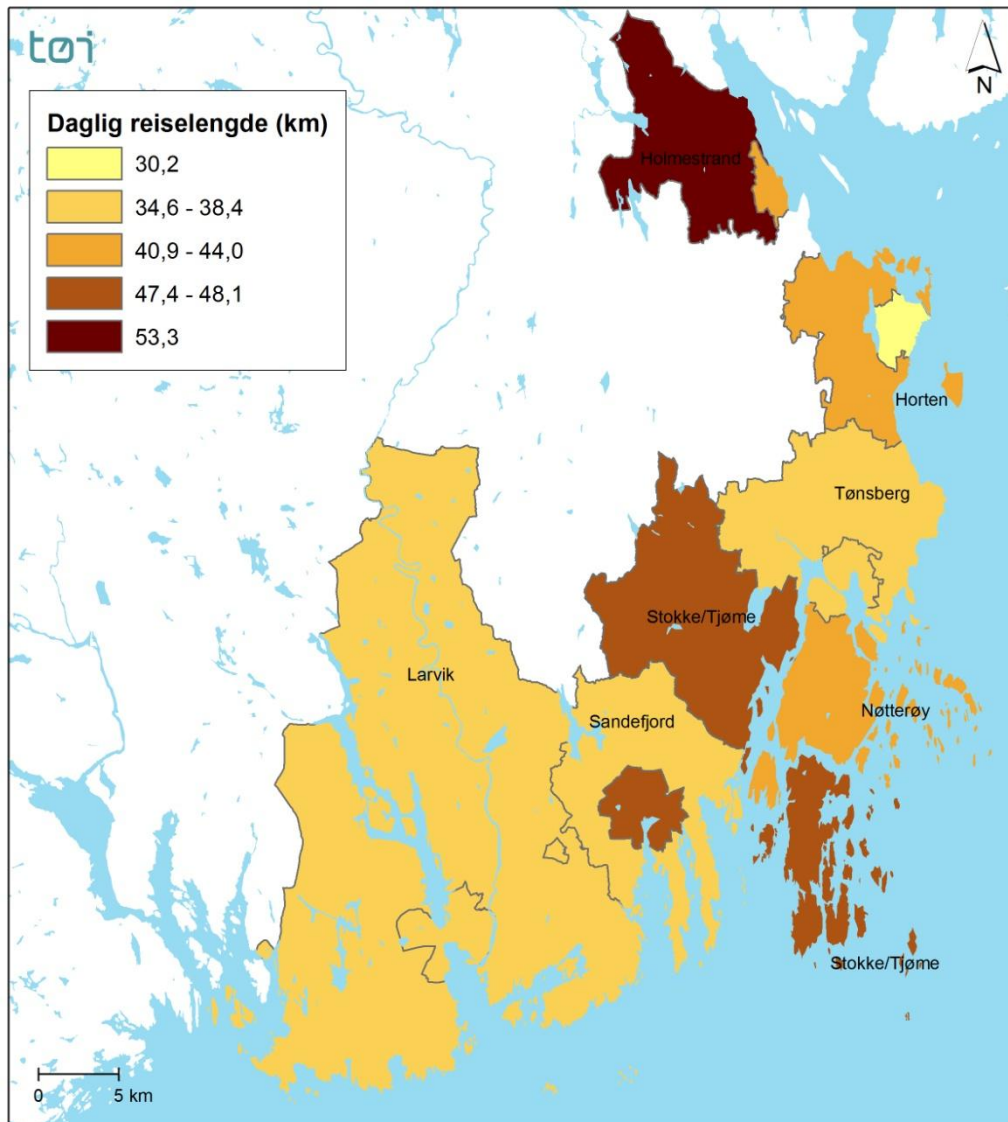 tøi
N
Daglig reiselengde (km)
30,2
34,6 - 38,4
40,9 - 44,0
47,4 - 48,1
53,3
Holmestrand
Horten
Tønsberg
Stokke/Tjøme
Larvik
Nøtterøy
Sandefjord
Stokke/Tjøme
0 5 km